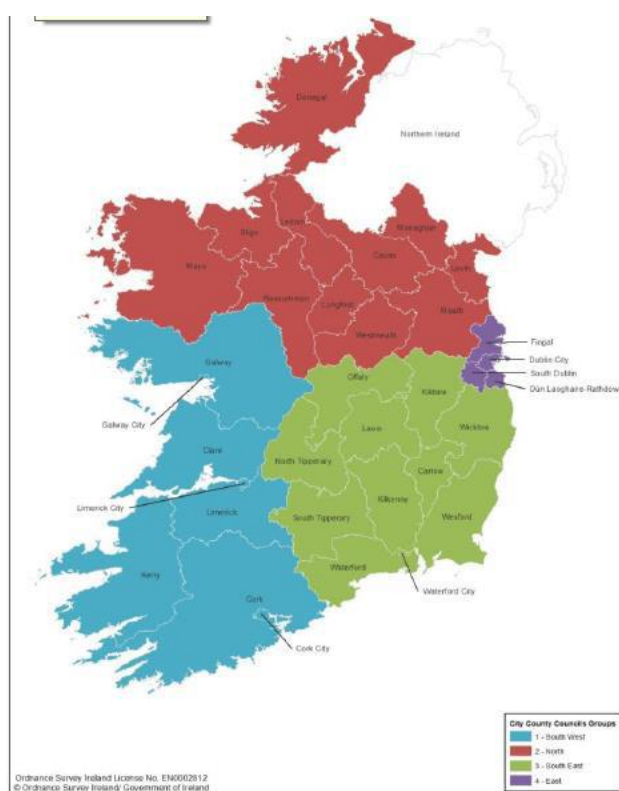 Donegal
Northern Ireland
Leitrim
Monaghan
Sligo
Cavan
Louth
Mayo
Roscommon
Longford
Meath
Westmeath
Fingal
Galway
Dublin City
Offaly
South Dublin
Kildare
Dún Laoghaire-Rathdow
Galway City
Laois
Wicklow
Clare
North Tipperary
Carlow
Limerick City
Limerick
Kilkenny
South Tipperary
Wexford
Waterford
Kerry
Waterford City
Cork
Cork City
City County Councils Groups
1 - South West
2 - North
3 - South East
4 - East
Ordnance Survey Ireland License No. EN0002812
© Ordnance Survey Ireland/ Government of Ireland